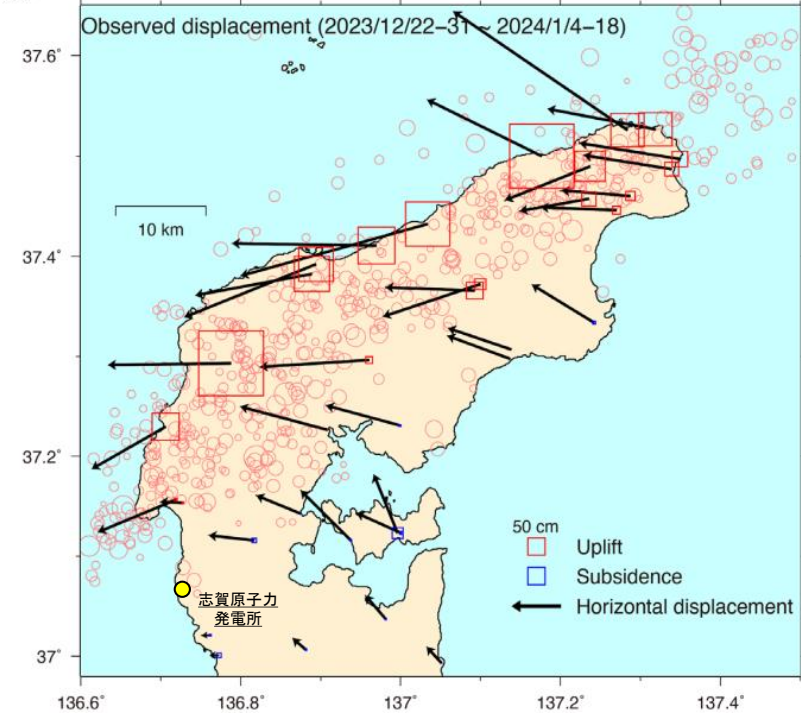 Observed displacement (2023/12/22−31 ~ 2024/1/4−18)
37.6˚
37.4˚
37.2˚
37˚
10 km
50 cm
Uplift
Subsidence
Horizontal displacement
志賀原子力
発電所
136.6˚ 136.8˚ 137˚ 137.2˚ 137.4˚